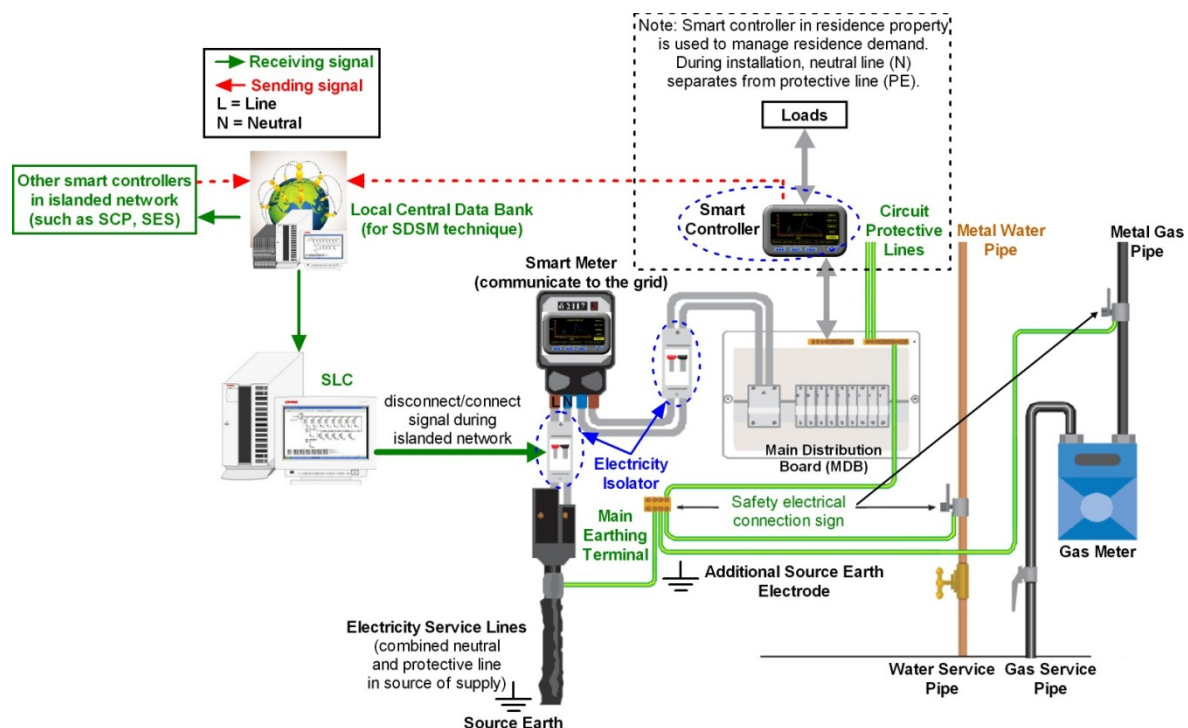 Receiving signal
Sending signal
L = Line
N = Neutral
Note: Smart controller in residence property
is used to manage residence demand.
During installation, neutral line (N)
separates from protective line (PE).
Loads
Other smart controllers
in islanded network
(such as SCP, SES)
Local Central Data Bank
(for SDSM technique)
Smart
Controller
Circuit
Protective
Lines
Metal Water
Pipe
Metal Gas
Pipe
Smart Meter
(communicate to the grid)
SLC
disconnect/connect
signal during
islanded network
L N
Electricity
Isolator
Main Distribution
Board (MDB)
Main
Earthing
Terminal
Safety electrical
connection sign
Gas Meter
Additional Source Earth
Electrode
Electricity Service Lines
(combined neutral
and protective line
in source of supply)
Source Earth
Water Service
Pipe
Gas Service
Pipe